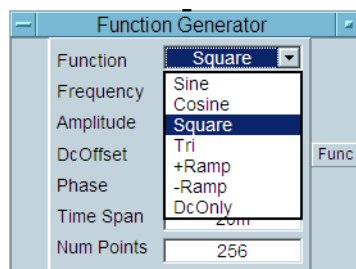 Function Generator
Function Square
Frequency
Amplitude
DcOffset
Phase
Time Span 20m
Num Points 256
Sine
Cosine
Square
Tri
+Ramp
-Ramp
DcOnly
Func